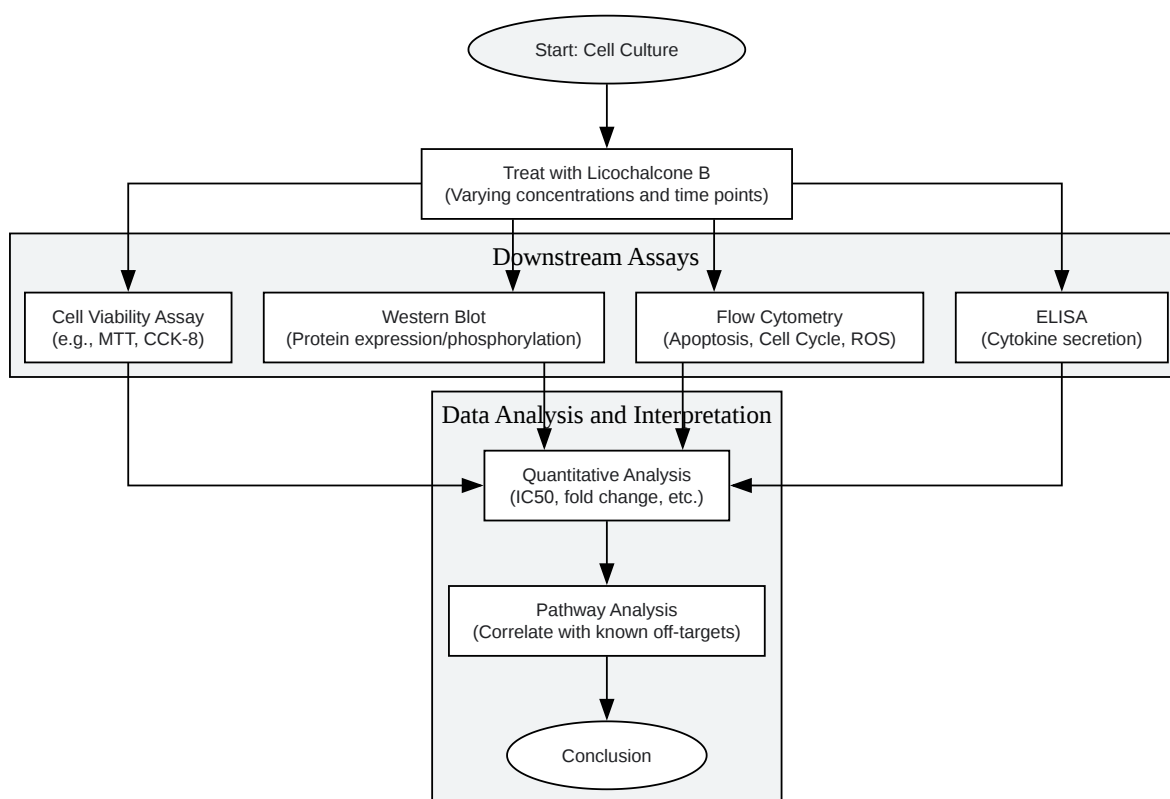 Start: Cell Culture
Treat with Licochalcone B
(Varying concentrations and time points)
Downstream Assays
Cell Viability Assay
(e.g., MTT, CCK-8)
Western Blot
(Protein expression/phosphorylation)
Flow Cytometry
(Apoptosis, Cell Cycle, ROS)
ELISA
(Cytokine secretion)
Data Analysis and Interpretation
Quantitative Analysis
(IC50, fold change, etc.)
Pathway Analysis
(Correlate with known off-targets)
Conclusion